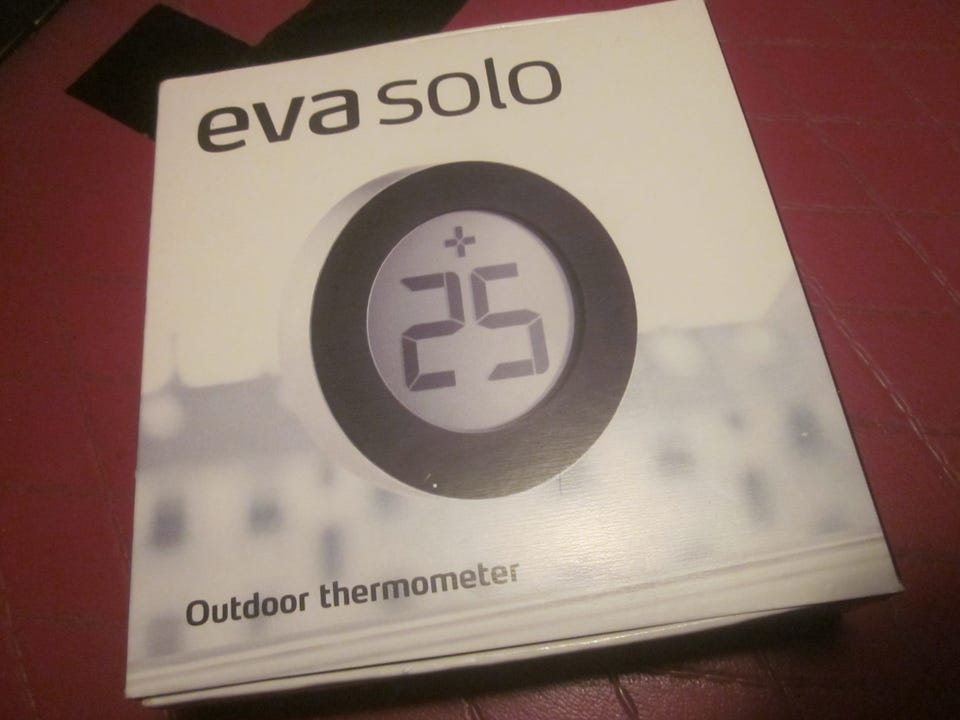 eva solo
+
25
Outdoor thermometer